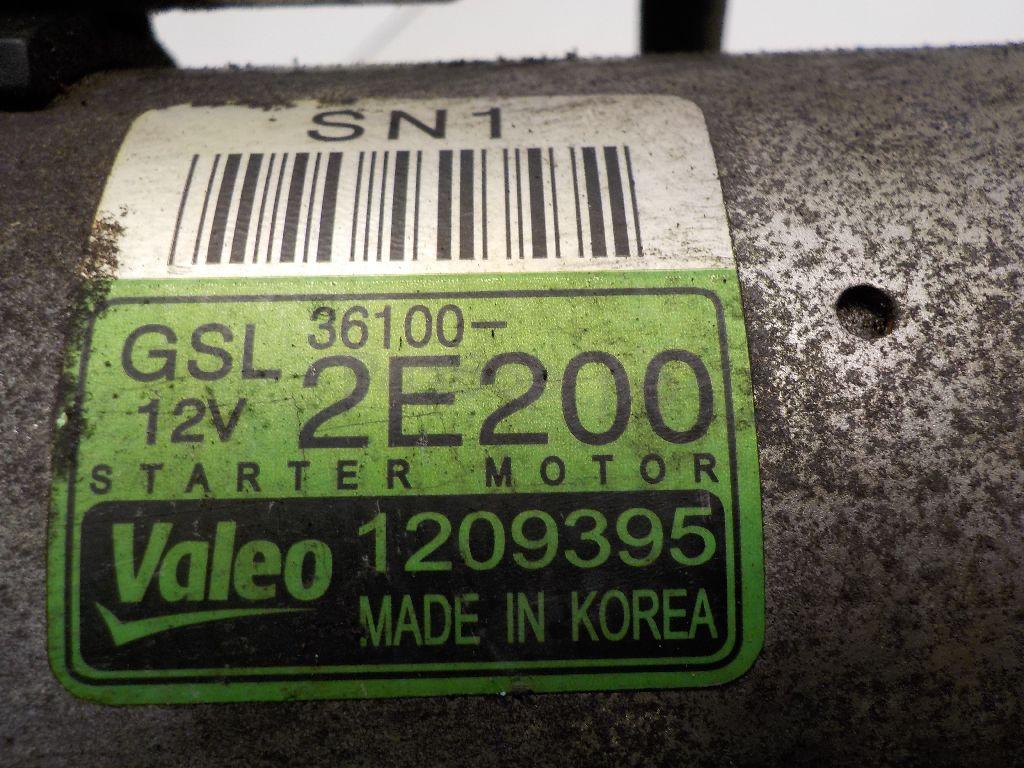 SN1
GSL 36100-
12V 2E200
STARTER MOTOR
Valeo 1209395
MADE IN KOREA